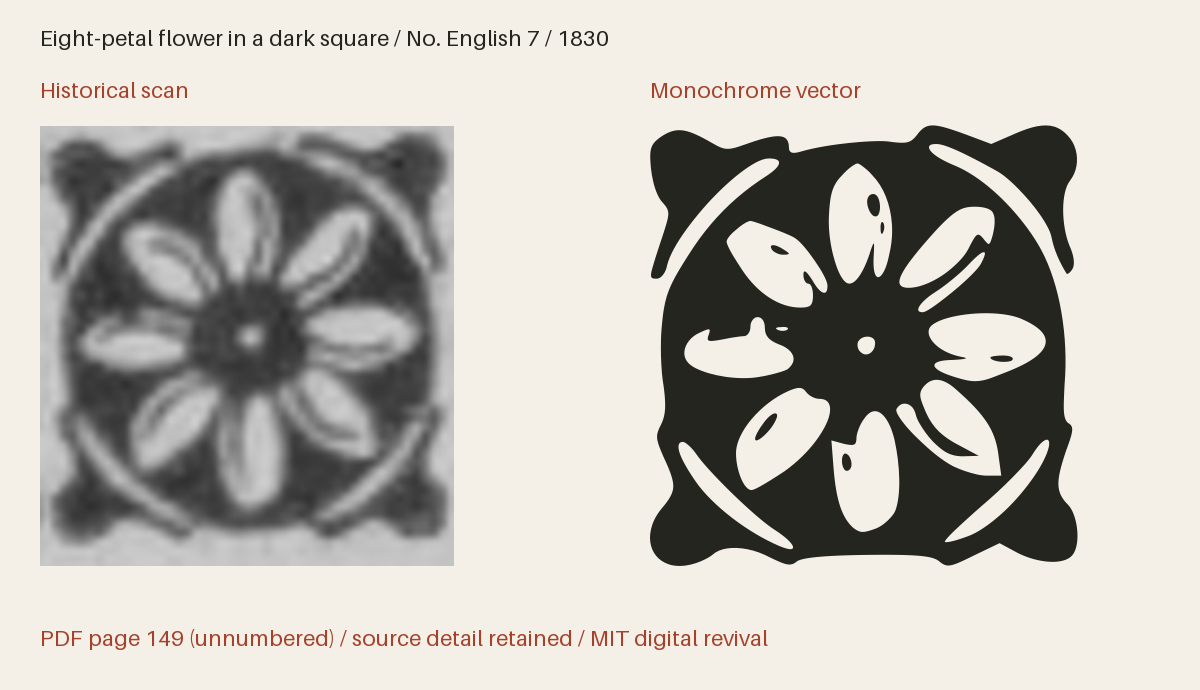 Eight-petal flower in a dark square / No. English 7 / 1830
Historical scan
Monochrome vector
PDF page 149 (unnumbered) / source detail retained / MIT digital revival